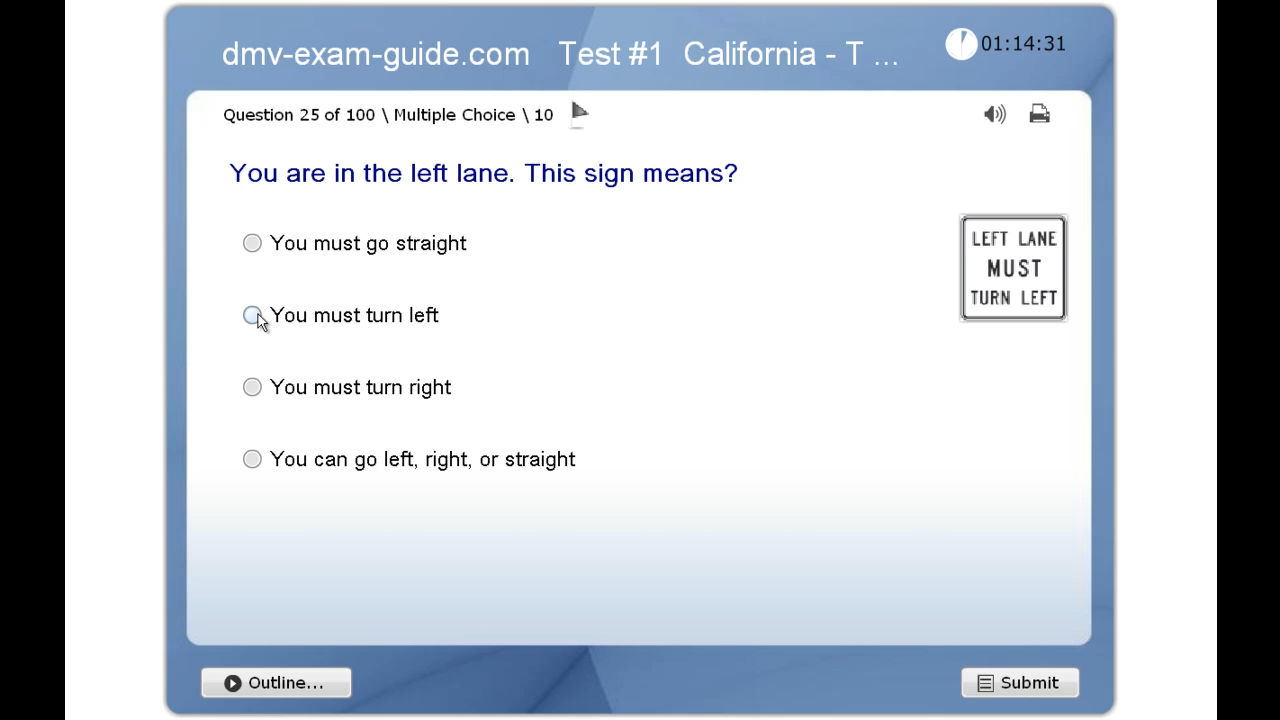 dmv-exam-guide.com Test #1 California - T ...
01:14:31
Question 25 of 100 \ Multiple Choice \ 10
You are in the left lane. This sign means?
You must go straight
You must turn left
You must turn right
You can go left, right, or straight
LEFT LANE
MUST
TURN LEFT
Outline...
Submit